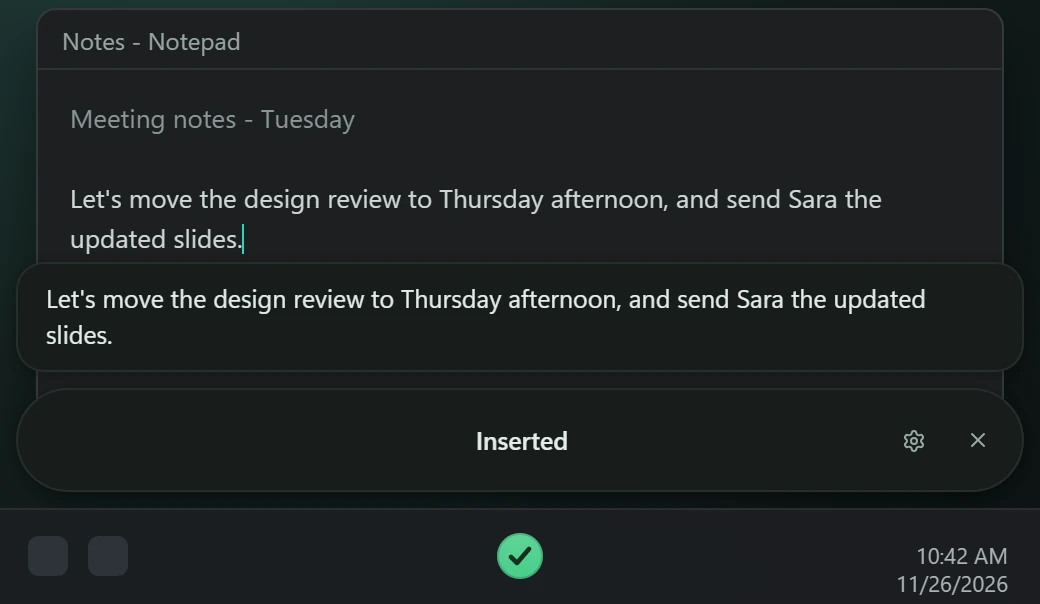 Notes - Notepad
Meeting notes - Tuesday
Let's move the design review to Thursday afternoon, and send Sara the
updated slides.
Let's move the design review to Thursday afternoon, and send Sara the updated
slides.
Inserted
10:42 AM
11/26/2026